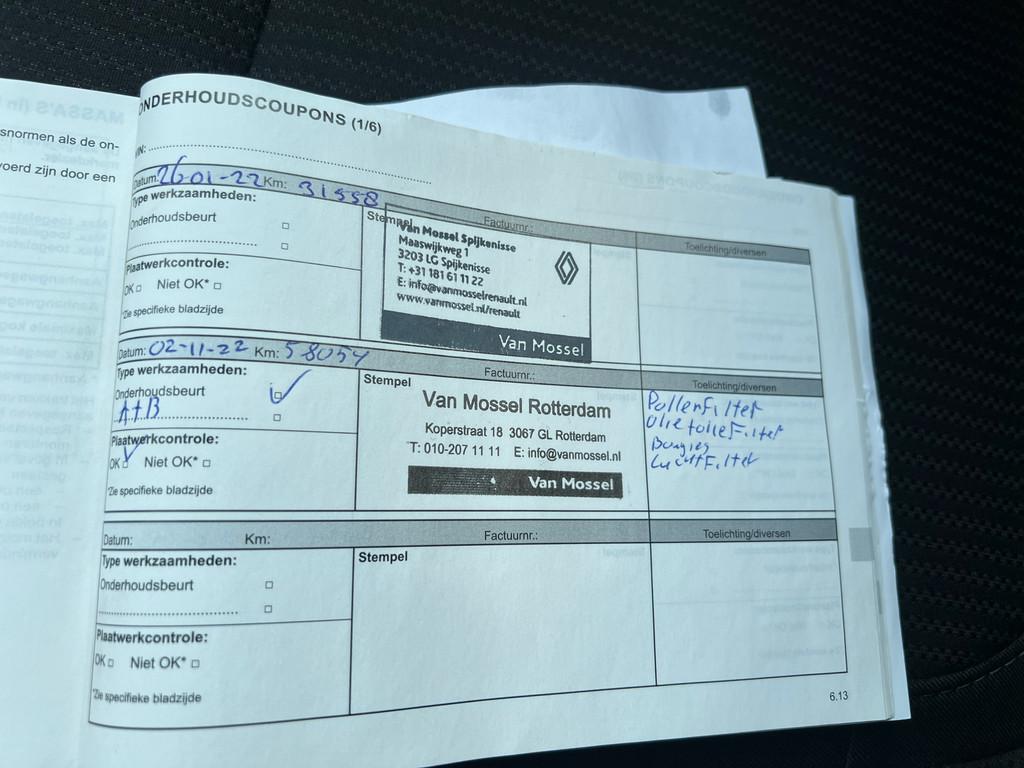 snormen als de on-
voerd zijn door een
MASSA'S (in
ONDERHOUDSCOUPONS (1/6)
VIN:
Datum: 26-01-22 Km: 31558
Factuurnr.:
Toelichting/diversen
Type werkzaamheden:
Onderhoudsbeurt
Plaatwerkcontrole:
OK Niet OK*
*Zie specifieke bladzijde
Stempel
Van Mossel Spijkenisse
Maaswijkweg 1
3203 LG Spijkenisse
T: +31 181 61 11 22
E: info@vanmosselrenault.nl
www.vanmossel.nl/renault
Van Mossel
Datum: 02-11-22 Km: 58054
Factuurnr.:
Toelichting/diversen
Type werkzaamheden:
Onderhoudsbeurt
A+B
Plaatwerkcontrole:
OK Niet OK*
*Zie specifieke bladzijde
Stempel
Van Mossel Rotterdam
Koperstraat 18 3067 GL Rotterdam
T: 010-207 11 11 E: info@vanmossel.nl
Van Mossel
Pollenfilter
Olie+olieFilter
Bougies
LuchtFilter
Datum: Km:
Factuurnr.:
Toelichting/diversen
Type werkzaamheden:
Onderhoudsbeurt
Plaatwerkcontrole:
OK Niet OK*
*Zie specifieke bladzijde
Stempel
6.13